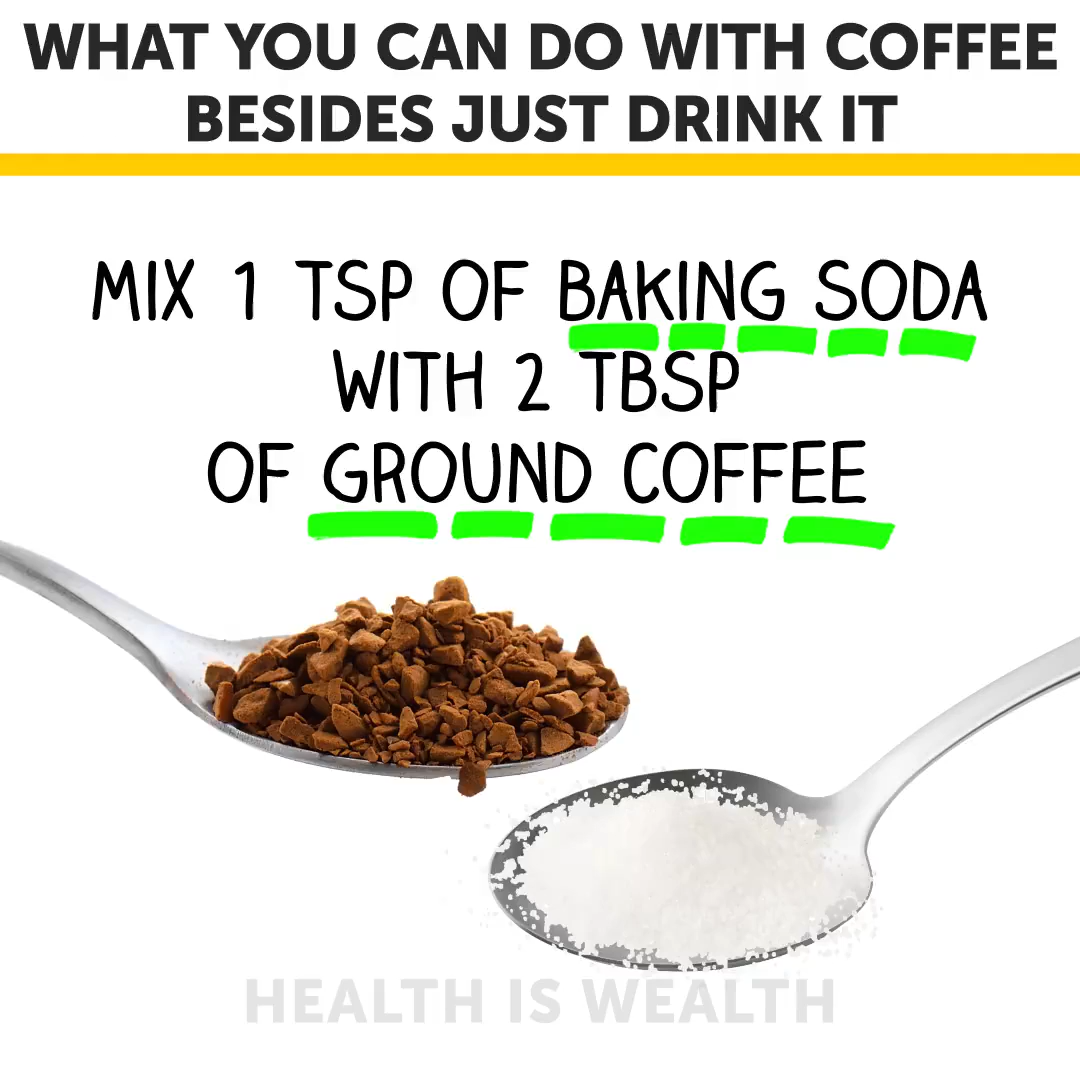 WHAT YOU CAN DO WITH COFFEE
BESIDES JUST DRINK IT
MIX 1 TSP OF BAKING SODA
WITH 2 TBSP
OF GROUND COFFEE
HEALTH IS WEALTH